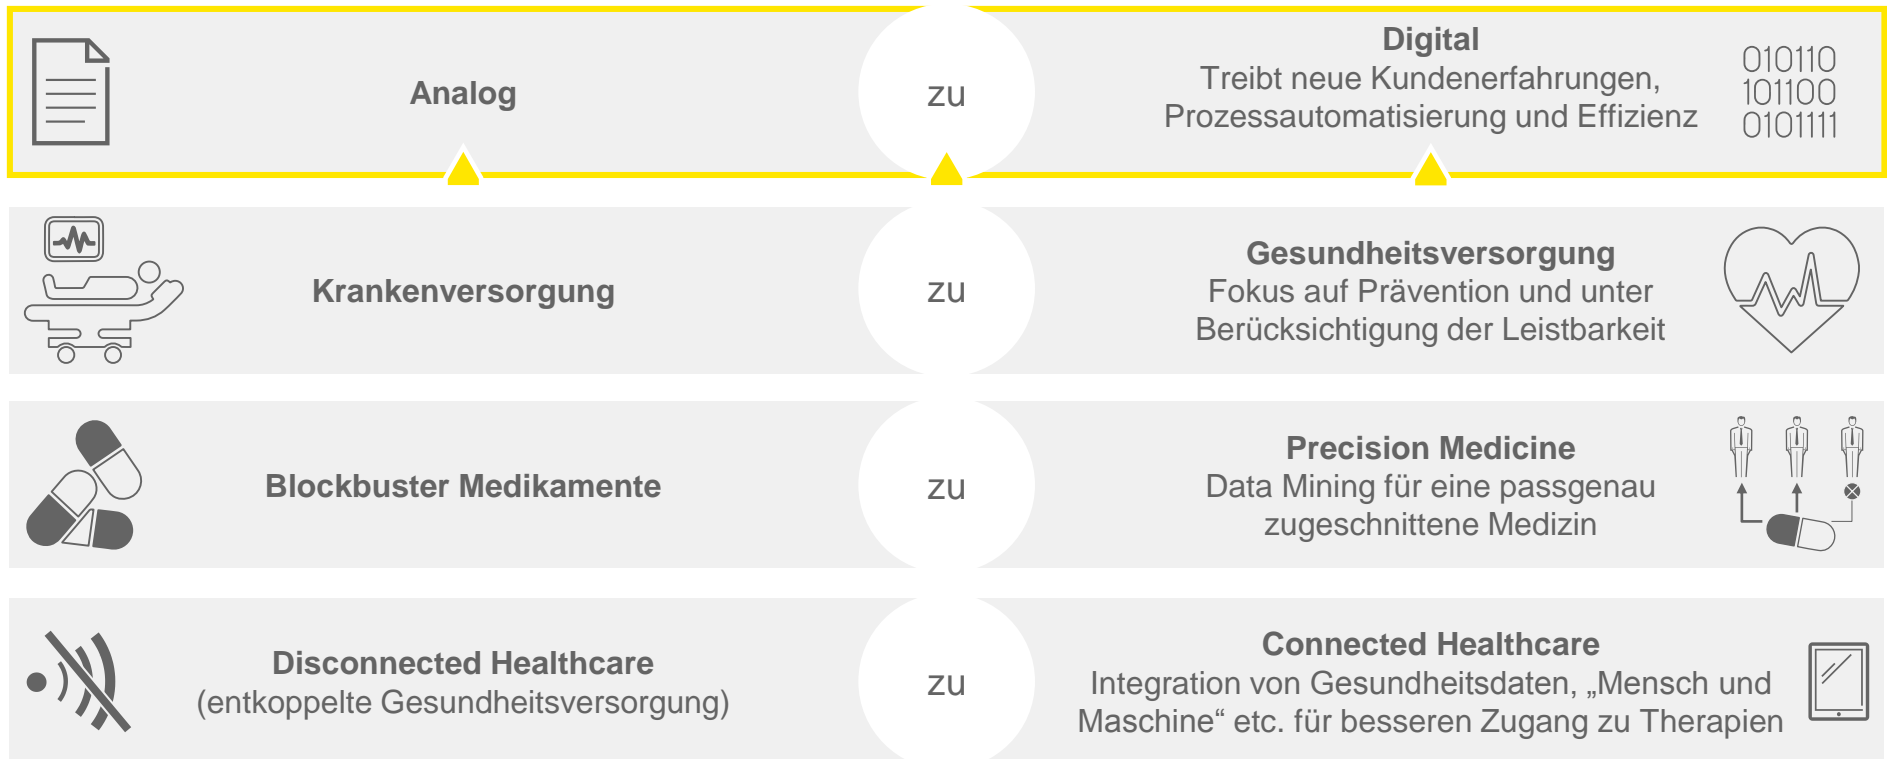 Analog
zu
Digital
Treibt neue Kundenerfahrungen,
Prozessautomatisierung und Effizienz
010110
101100
0101111
Krankenversorgung
zu
Gesundheitsversorgung
Fokus auf Prävention und unter
Berücksichtigung der Leistbarkeit
Blockbuster Medikamente
zu
Precision Medicine
Data Mining für eine passgenau
zugeschnittene Medizin
Disconnected Healthcare
(entkoppelte Gesundheitsversorgung)
zu
Connected Healthcare
Integration von Gesundheitsdaten, „Mensch und
Maschine“ etc. für besseren Zugang zu Therapien